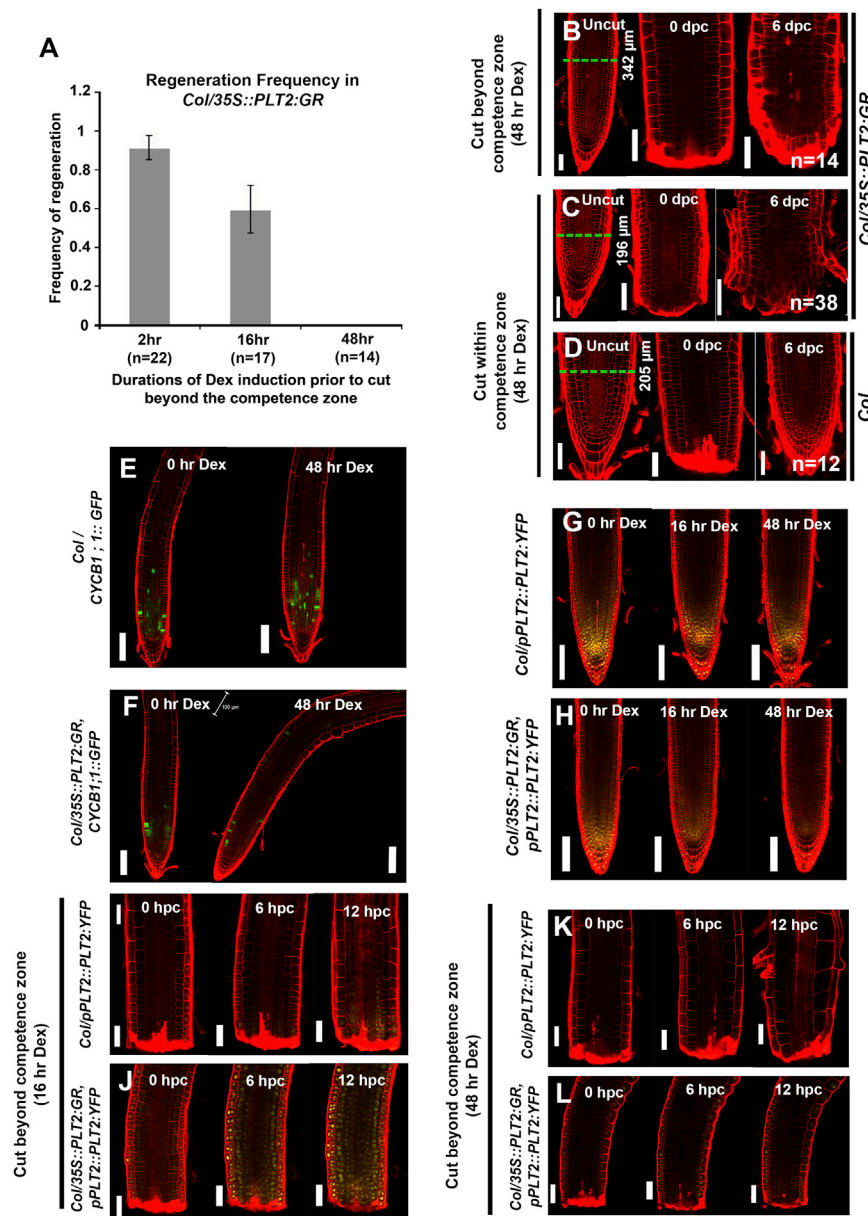 A
Regeneration Frequency in
Col/35S::PLT2:GR
Frequency of regeneration
1.2
1
0.8
0.6
0.4
0.2
0
2hr
(n=22)
16hr
(n=17)
48hr
(n=14)
Durations of Dex induction prior to cut
beyond the competence zone
Cut beyond
competence zone
(48 hr Dex)
B
Uncut
342 µm
0 dpc
6 dpc
n=14
Col/35S::PLT2:GR
Cut within
competence zone
(48 hr Dex)
C
Uncut
196 µm
0 dpc
6 dpc
n=38
D
Uncut
205 µm
0 dpc
6 dpc
n=12
Col
Col /
CYCB1 ; 1:: GFP
E
0 hr Dex
48 hr Dex
Col/35S::PLT2:GR,
CYCB1;1::GFP
F
0 hr Dex
100 µm
48 hr Dex
Col/pPLT2::PLT2:YFP
G
0 hr Dex
16 hr Dex
48 hr Dex
Col/35S::PLT2:GR,
pPLT2::PLT2:YFP
H
0 hr Dex
16 hr Dex
48 hr Dex
Cut beyond competence zone
(16 hr Dex)
Col/pPLT2::PLT2:YFP
I
0 hpc
6 hpc
12 hpc
Col/35S::PLT2:GR,
pPLT2::PLT2:YFP
J
0 hpc
6 hpc
12 hpc
Cut beyond competence zone
(48 hr Dex)
Col/pPLT2::PLT2:YFP
K
0 hpc
6 hpc
12 hpc
Col/35S::PLT2:GR,
pPLT2::PLT2:YFP
L
0 hpc
6 hpc
12 hpc